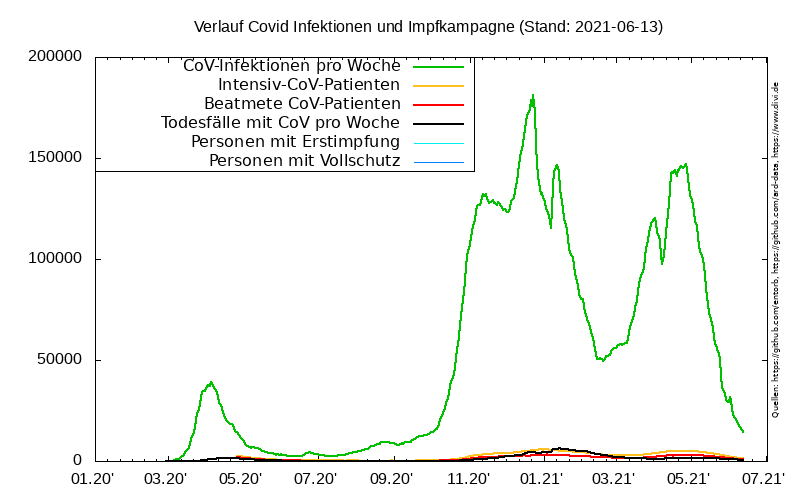 Verlauf Covid Infektionen und Impfkampagne (Stand: 2021-06-13)
200000
150000
100000
50000
0
CoV-Infektionen pro Woche
Intensiv-CoV-Patienten
Beatmete CoV-Patienten
Todesfälle mit CoV pro Woche
Personen mit Erstimpfung
Personen mit Vollschutz
01.20' 03.20' 05.20' 07.20' 09.20' 11.20' 01.21' 03.21' 05.21' 07.21'
Quellen: https://github.com/entorb, https://github.com/ard-data, https://www.divi.de